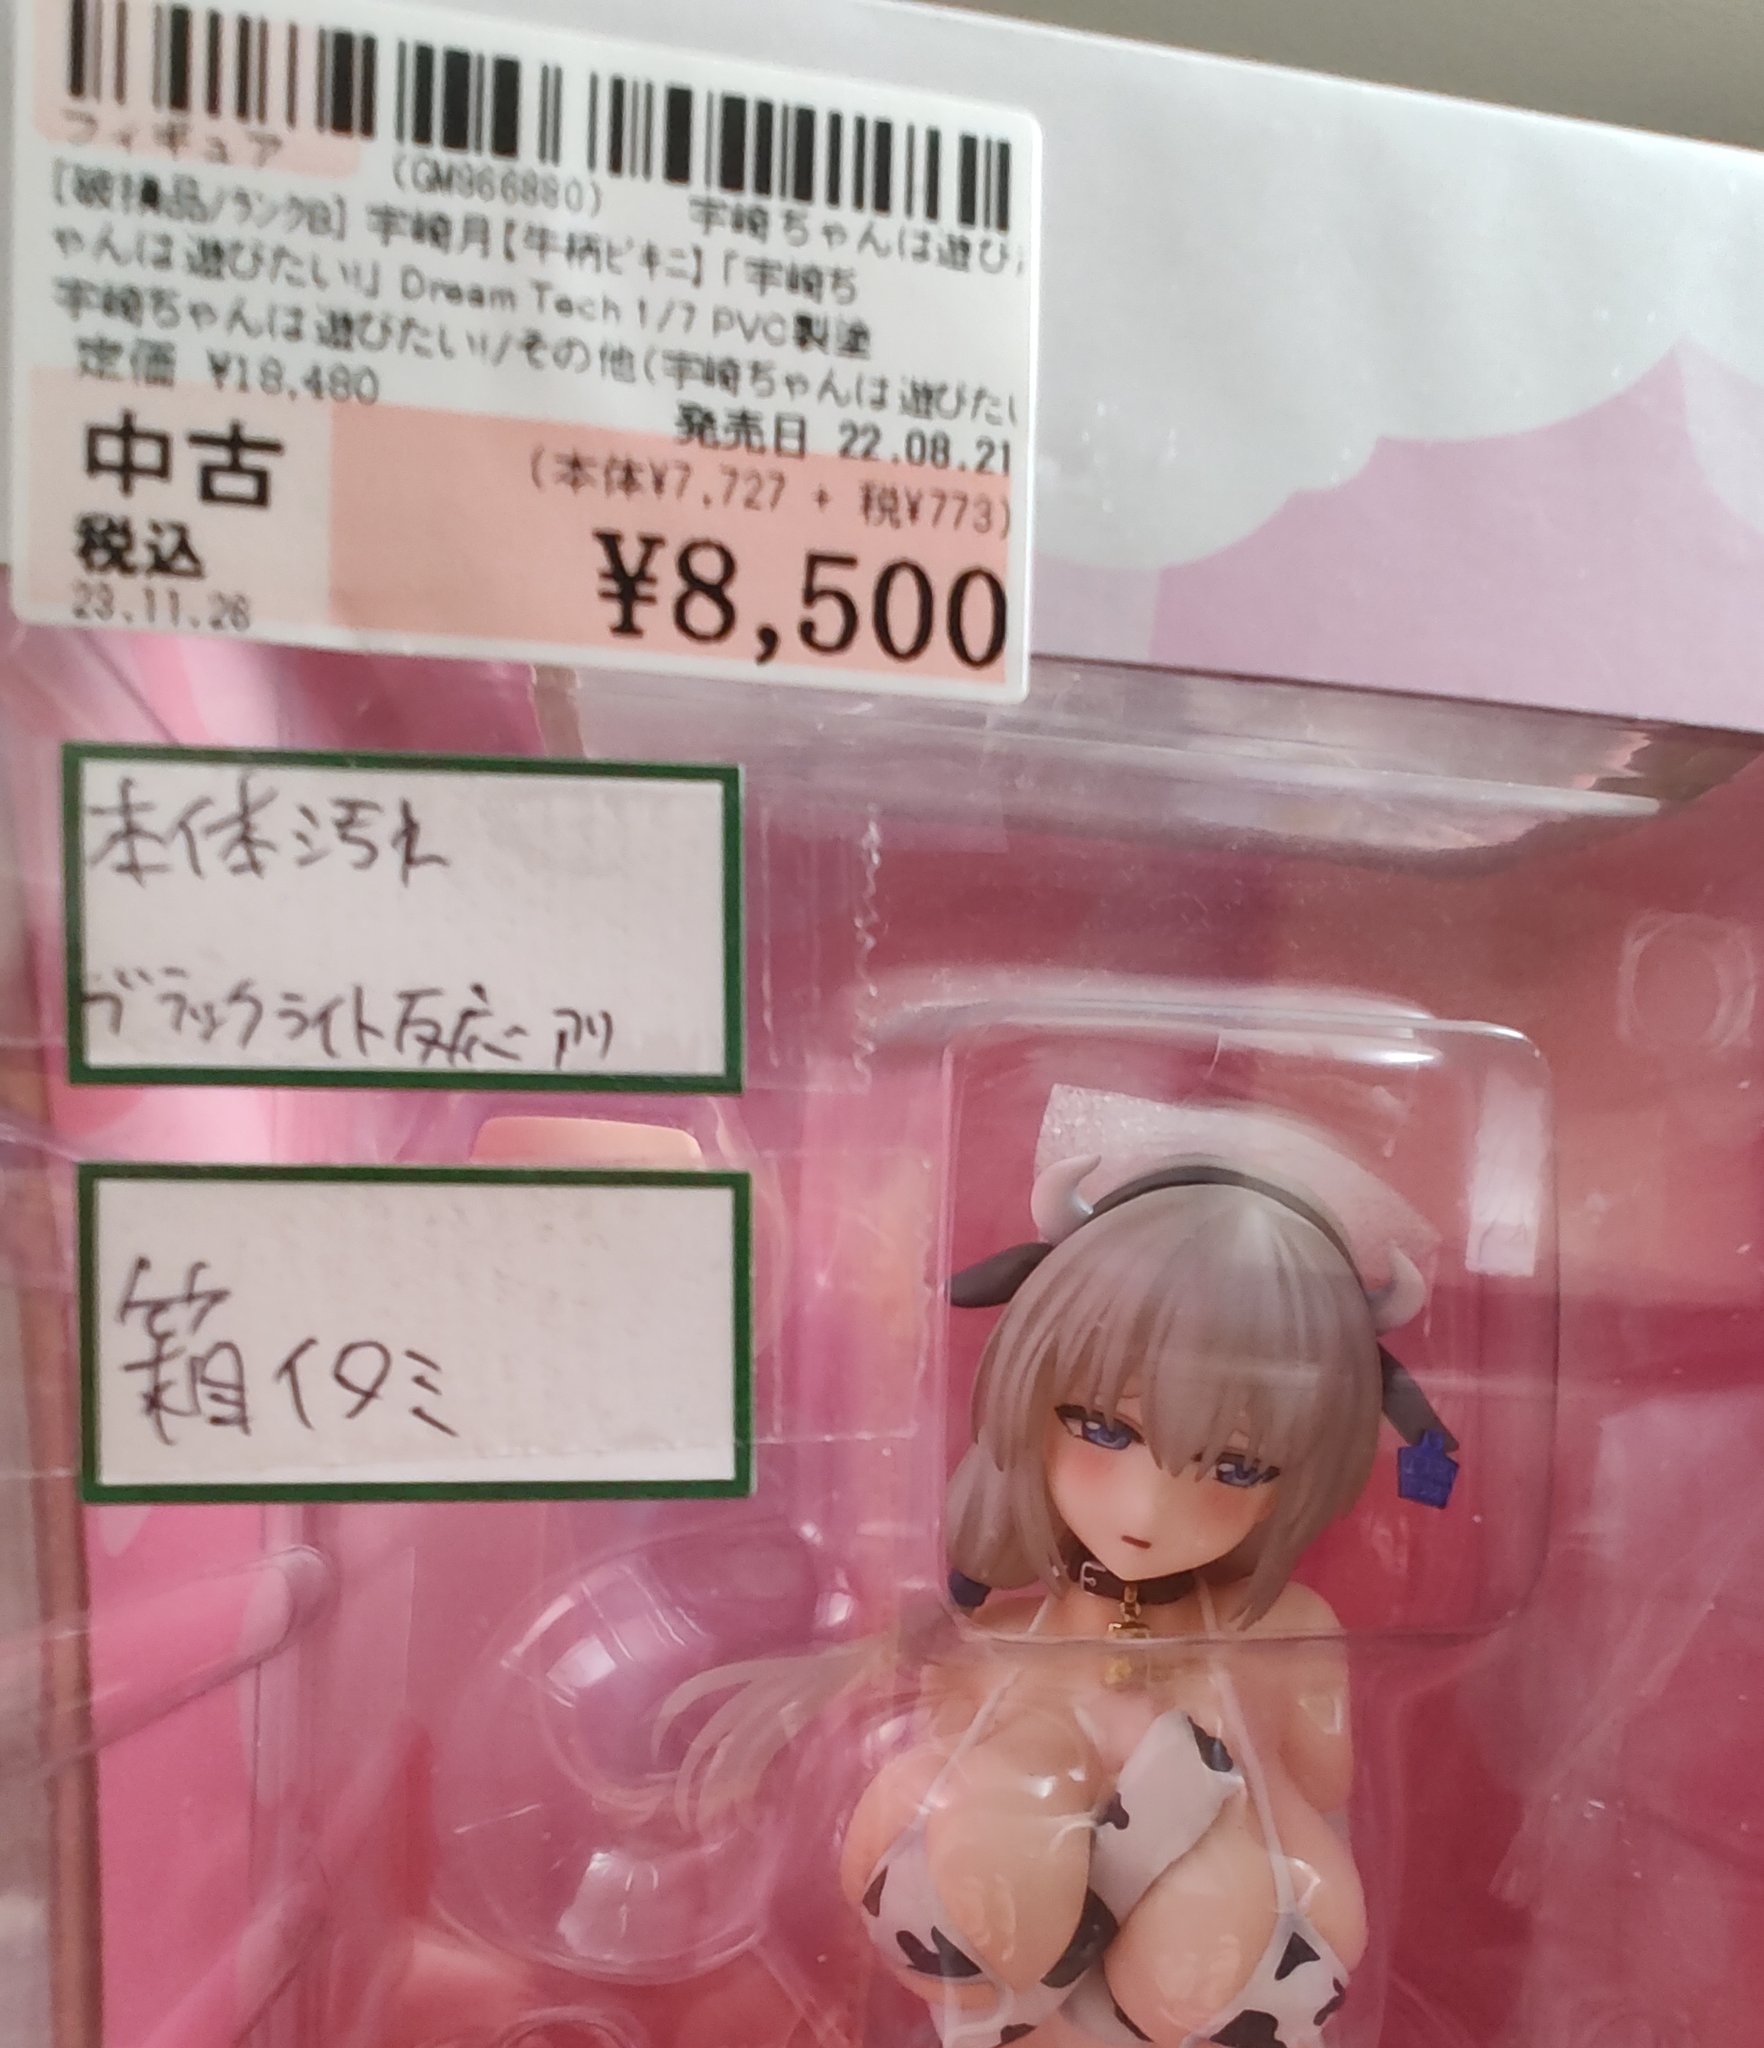 フィギュア
(GM966880)
宇崎ちゃんは遊び
[破損品/ランクB] 宇崎月【牛柄ビキニ】「宇崎ち
ゃんは遊びたい!」 Dream Tech 1/7 PVC製塗
宇崎ちゃんは遊びたい!/その他(宇崎ちゃんは遊びたい
定価 ¥18,480
発売日 22.08.21
中古
(本体¥7,727 + 税¥773)
税込
¥8,500
23.11.26
本体汚れ
ブラックライト反応アリ
箱イタミ